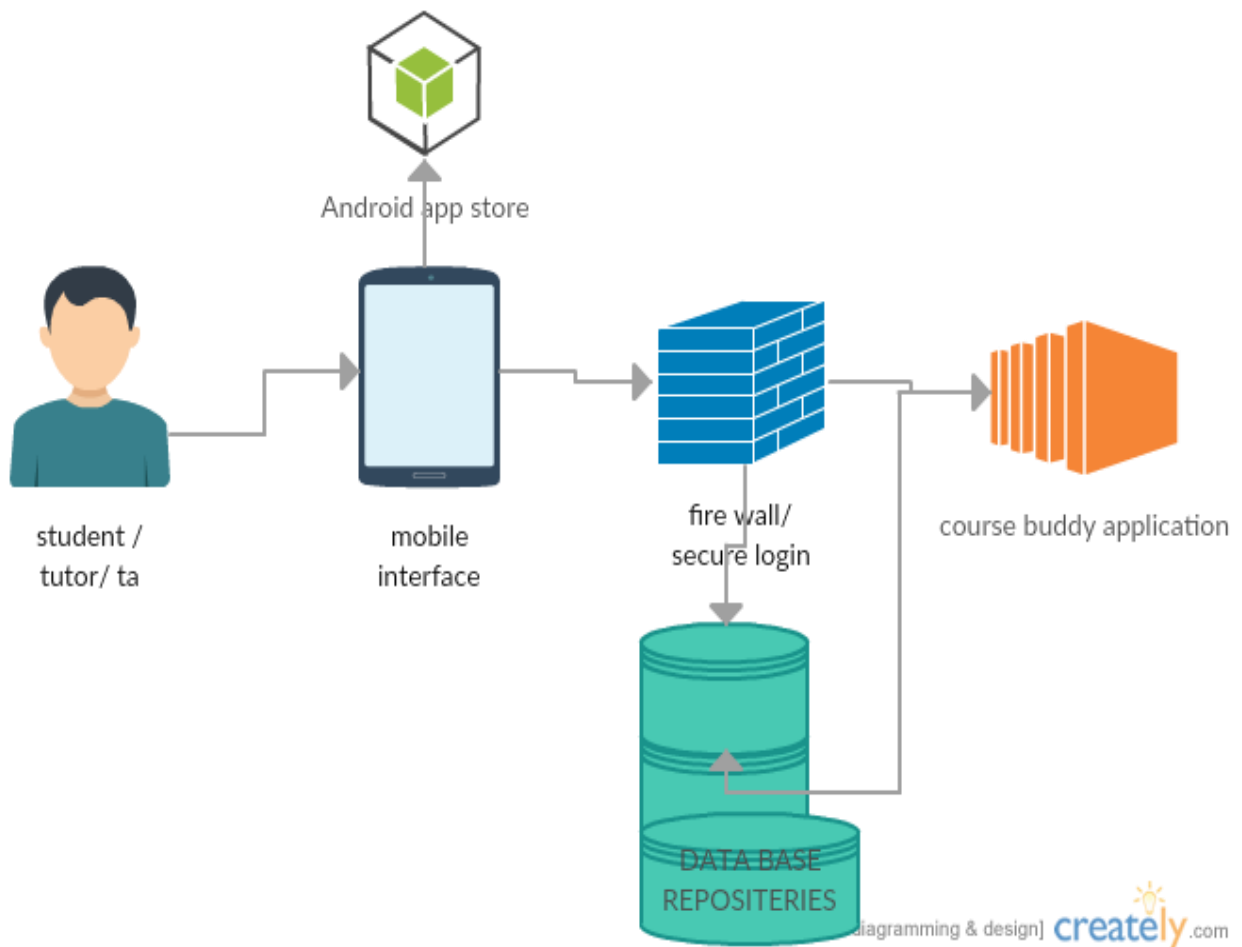 Android app store
student /
tutor/ ta
mobile
interface
fire wall/
secure login
course buddy application
DATA BASE
REPOSITERIES
diagramming & design] creately.com